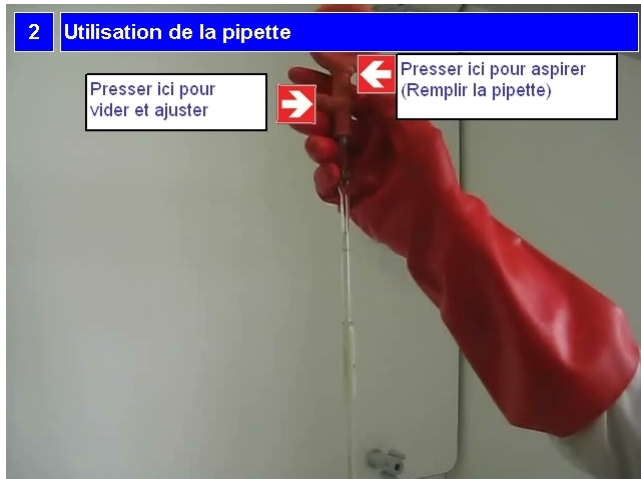 2 Utilisation de la pipette
Presser ici pour
vider et ajuster
Presser ici pour aspirer
(Remplir la pipette)